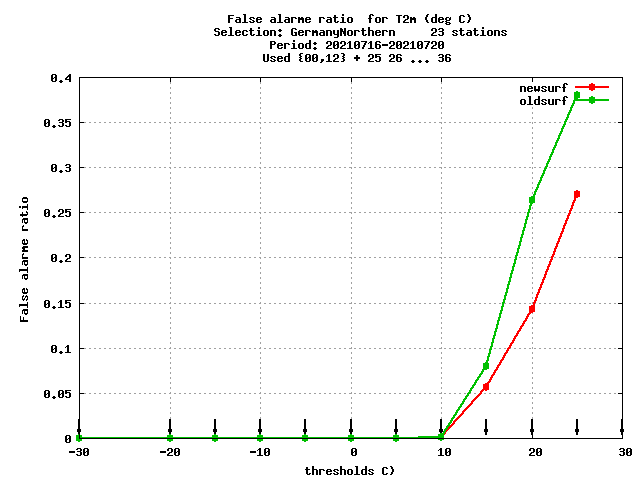 False alarme ratio  for T2m (deg C)
Selection: GermanyNorthern     23 stations
Period: 20210716-20210720
Used {00,12} + 25 26 ... 36
newsurf
oldsurf
False alarme ratio
0.4
0.35
0.3
0.25
0.2
0.15
0.1
0.05
0
-30 -20 -10 0 10 20 30
thresholds C)